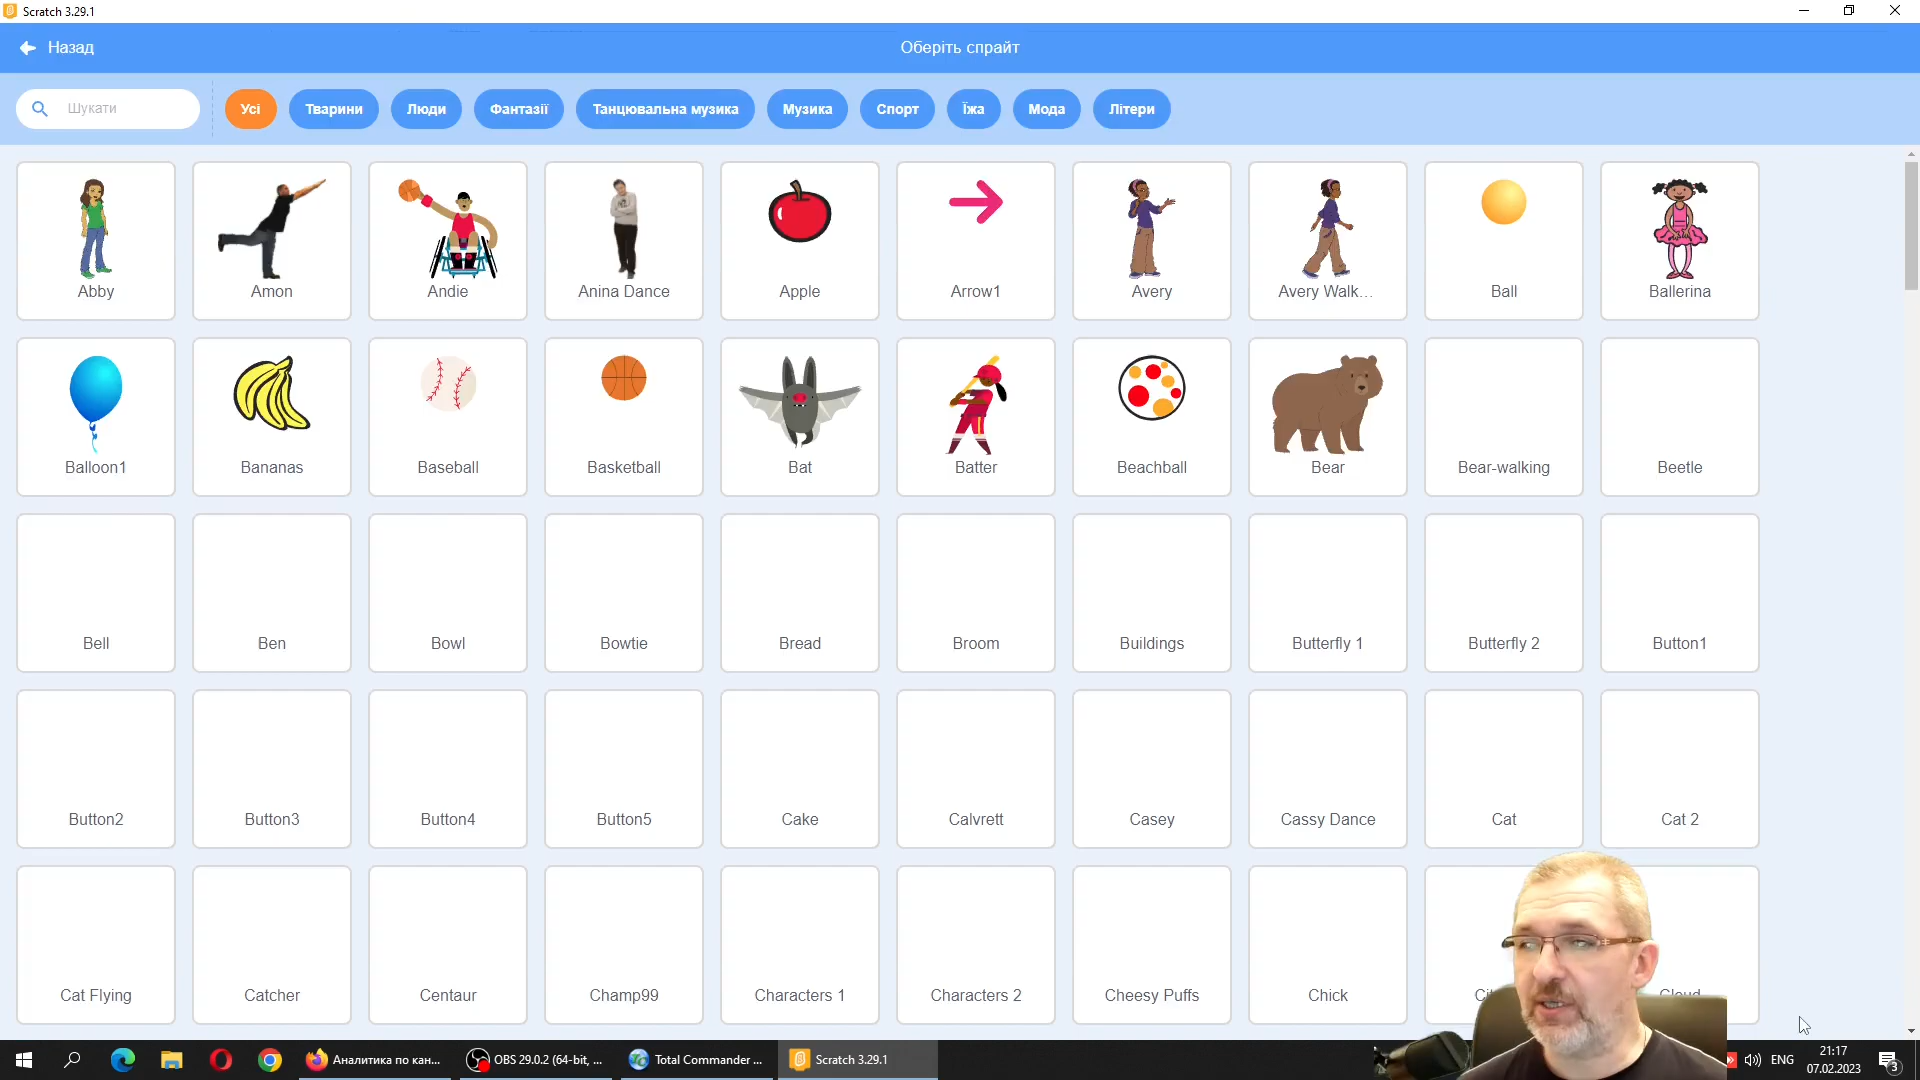 Scratch 3.29.1
Назад
Оберіть спрайт
Шукати
Усі
Тварини
Люди
Фантазії
Танцювальна музика
Музика
Спорт
Їжа
Мода
Літери
Abby
Amon
Andie
Anina Dance
Apple
Arrow1
Avery
Avery Walk...
Ball
Ballerina
Balloon1
Bananas
Baseball
Basketball
Bat
Batter
Beachball
Bear
Bear-walking
Beetle
Bell
Ben
Bowl
Bowtie
Bread
Broom
Buildings
Butterfly 1
Butterfly 2
Button1
Button2
Button3
Button4
Button5
Cake
Calvrett
Casey
Cassy Dance
Cat
Cat 2
Cat Flying
Catcher
Centaur
Champ99
Characters 1
Characters 2
Cheesy Puffs
Chick
Аналитика по кан...
OBS 29.0.2 (64-bit, ...
Total Commander ...
Scratch 3.29.1
ENG
21:17
07.02.2023
3